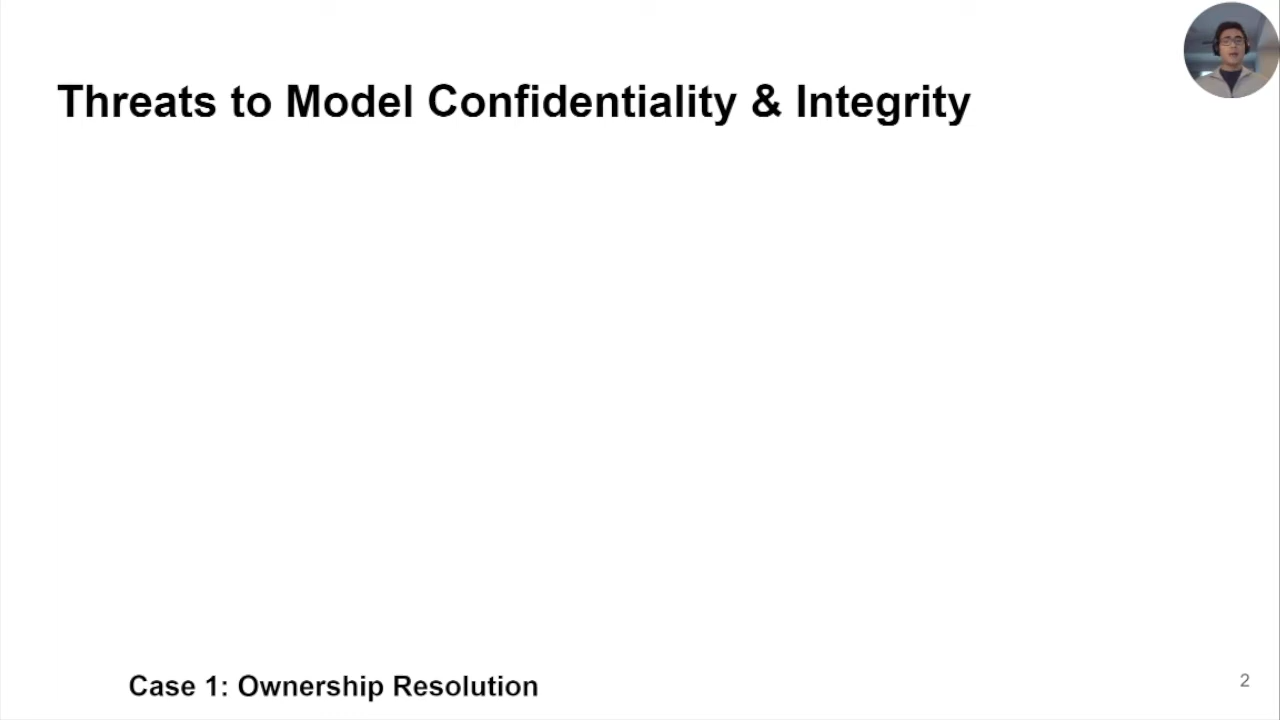 Threats to Model Confidentiality & Integrity
Case 1: Ownership Resolution
2